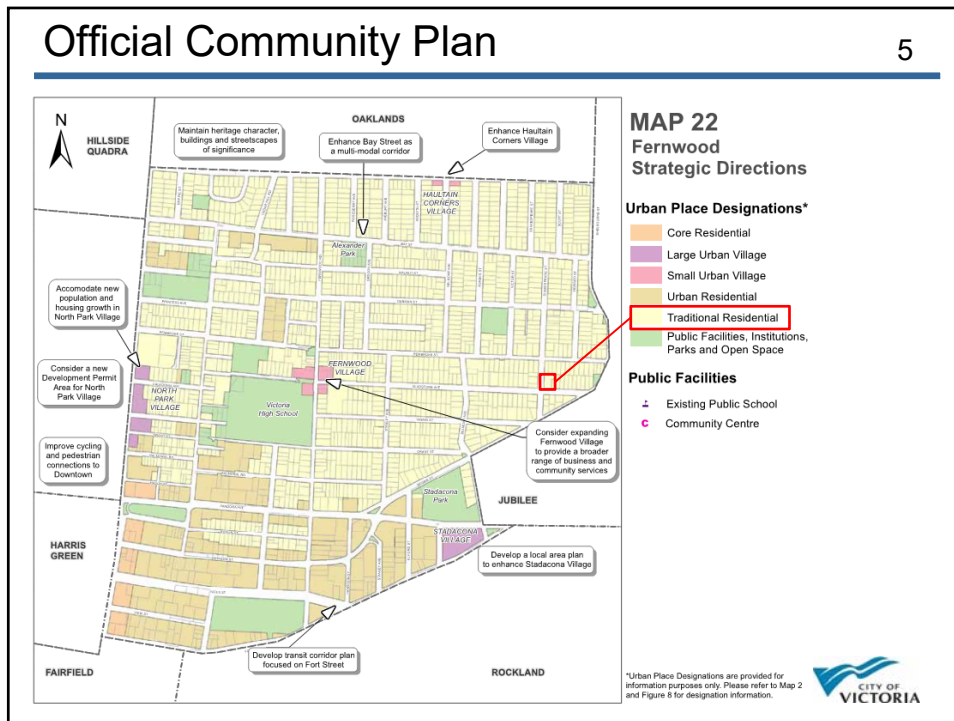 Official Community Plan
5
N
HILLSIDE
QUADRA
OAKLANDS
Maintain heritage character,
buildings and streetscapes
of significance
Enhance Bay Street as
a multi-modal corridor
Enhance Haultain
Corners Village
HAULTAIN
CORNERS
VILLAGE
Alexander
Park
Accomodate new
population and
housing growth in
North Park Village
Consider a new
Development Permit
Area for North
Park Village
NORTH
PARK
VILLAGE
FERNWOOD
VILLAGE
Victoria
High School
Improve cycling
and pedestrian
connections to
Downtown
Consider expanding
Fernwood Village
to provide a broader
range of business and
community services
Stadacona
Park
JUBILEE
STADACONA
VILLAGE
HARRIS
GREEN
Develop a local area plan
to enhance Stadacona Village
Develop transit corridor plan
focused on Fort Street
FAIRFIELD
ROCKLAND
MAP 22
Fernwood
Strategic Directions
Urban Place Designations*
Core Residential
Large Urban Village
Small Urban Village
Urban Residential
Traditional Residential
Public Facilities, Institutions,
Parks and Open Space
Public Facilities
Existing Public School
C Community Centre
*Urban Place Designations are provided for
information purposes only. Please refer to Map 2
and Figure 8 for designation information.
CITY OF
VICTORIA